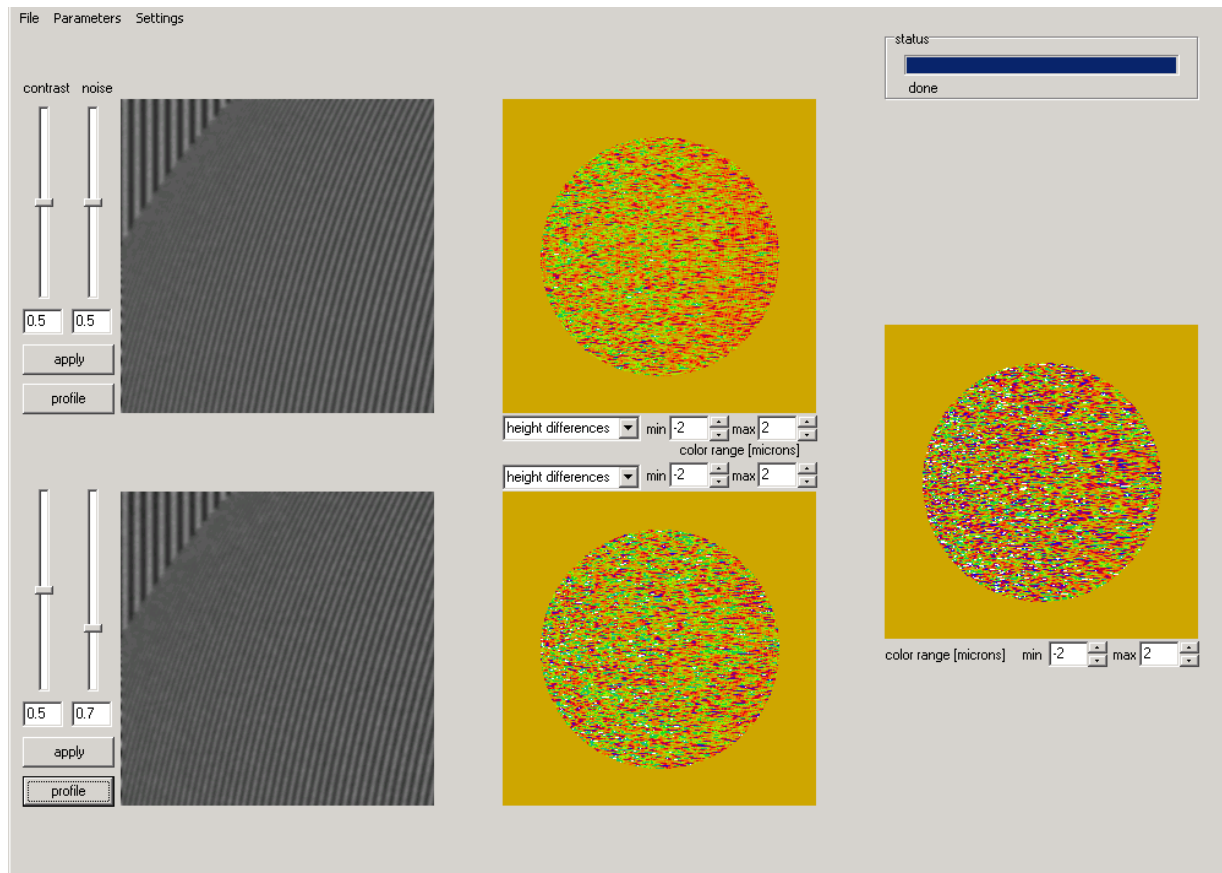 File Parameters Settings
status
done
contrast noise
0.5 0.5
apply
profile
height differences min -2 max 2
color range [microns]
height differences min -2 max 2
0.5 0.7
apply
profile
color range [microns] min -2 max 2